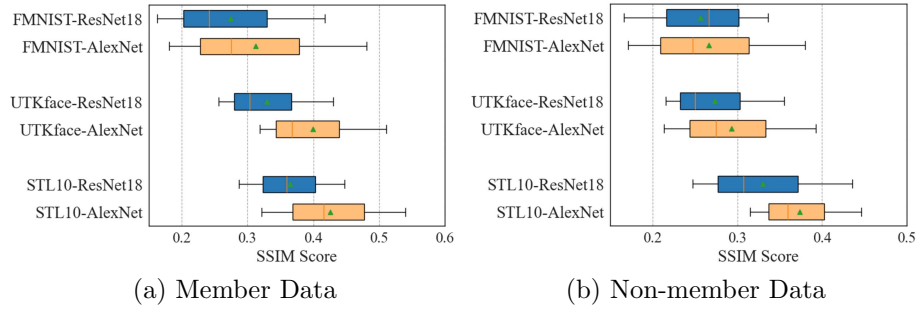 FMNIST-ResNet18
FMNIST-AlexNet
UTKface-ResNet18
UTKface-AlexNet
STL10-ResNet18
STL10-AlexNet
0.2 0.3 0.4 0.5 0.6
SSIM Score
(a) Member Data
FMNIST-ResNet18
FMNIST-AlexNet
UTKface-ResNet18
UTKface-AlexNet
STL10-ResNet18
STL10-AlexNet
0.2 0.3 0.4 0.5
SSIM Score
(b) Non-member Data